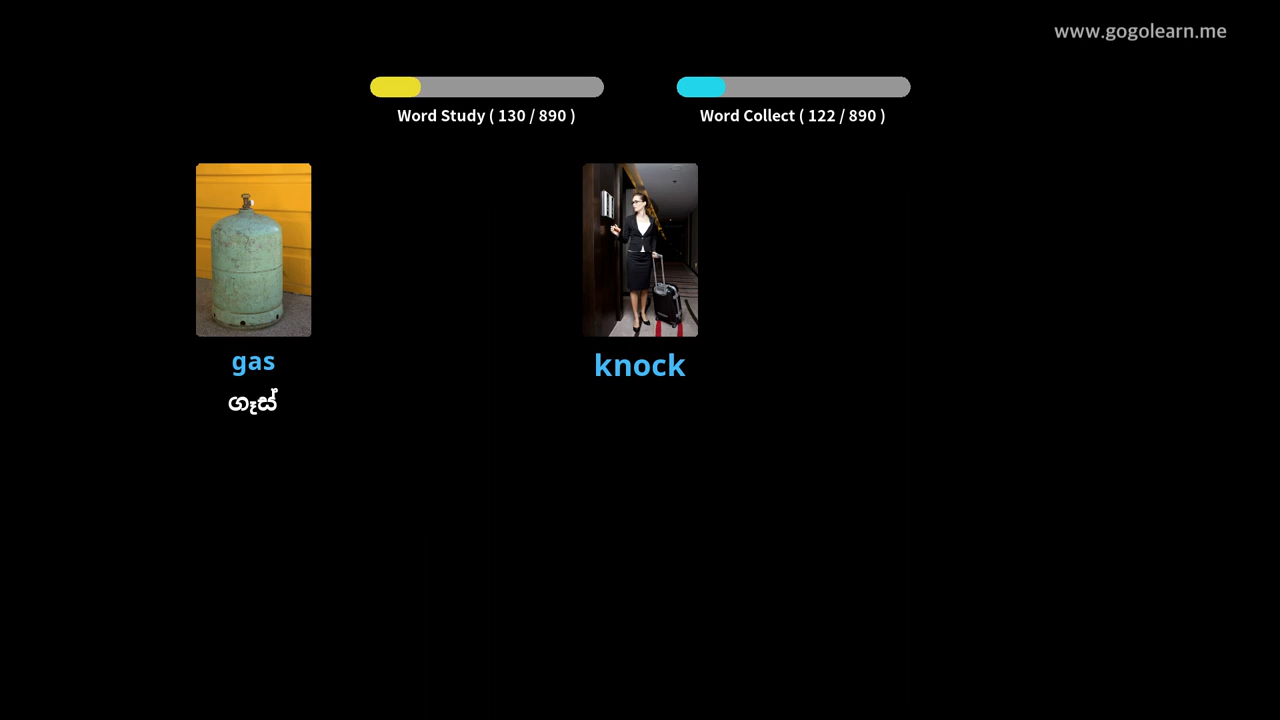 www.gogolearn.me
Word Study ( 130 / 890 )
Word Collect ( 122 / 890 )
gas
ගෑස්
knock